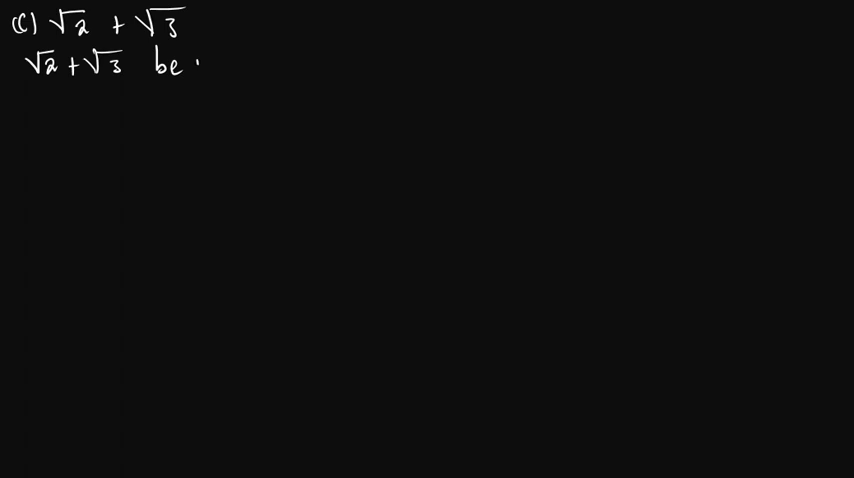 (C) √2 + √3
√2 + √3 be